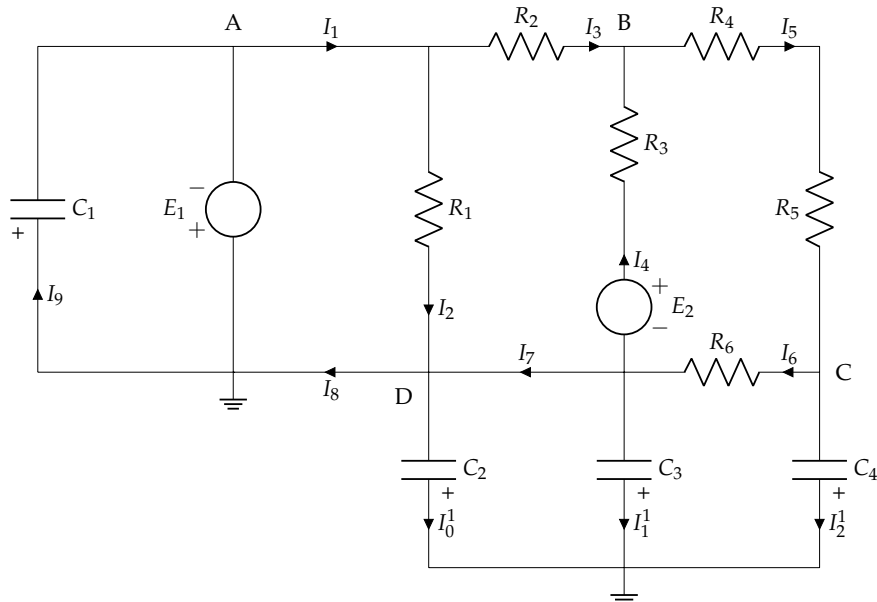 A I₁ R₂ I₃ B R₄ I₅
R₃
C₁ + E₁ − + R₁ R₅
I₄
I₉ I₂ + E₂ −
R₆
I₈ D I₇ I₆ C
C₂ + C₃ + C₄ +
I₀¹ I₁¹ I₂¹